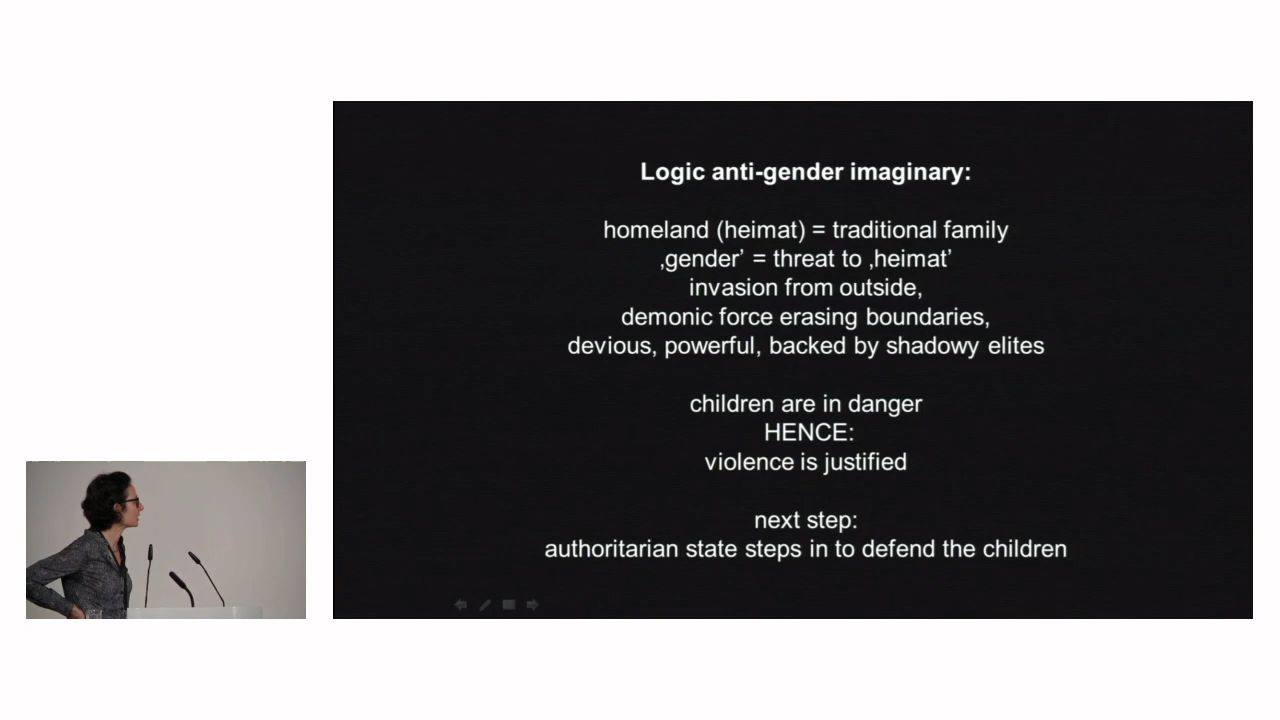 Logic anti-gender imaginary:
homeland (heimat) = traditional family
‚gender’ = threat to ‚heimat’
invasion from outside,
demonic force erasing boundaries,
devious, powerful, backed by shadowy elites
children are in danger
HENCE:
violence is justified
next step:
authoritarian state steps in to defend the children